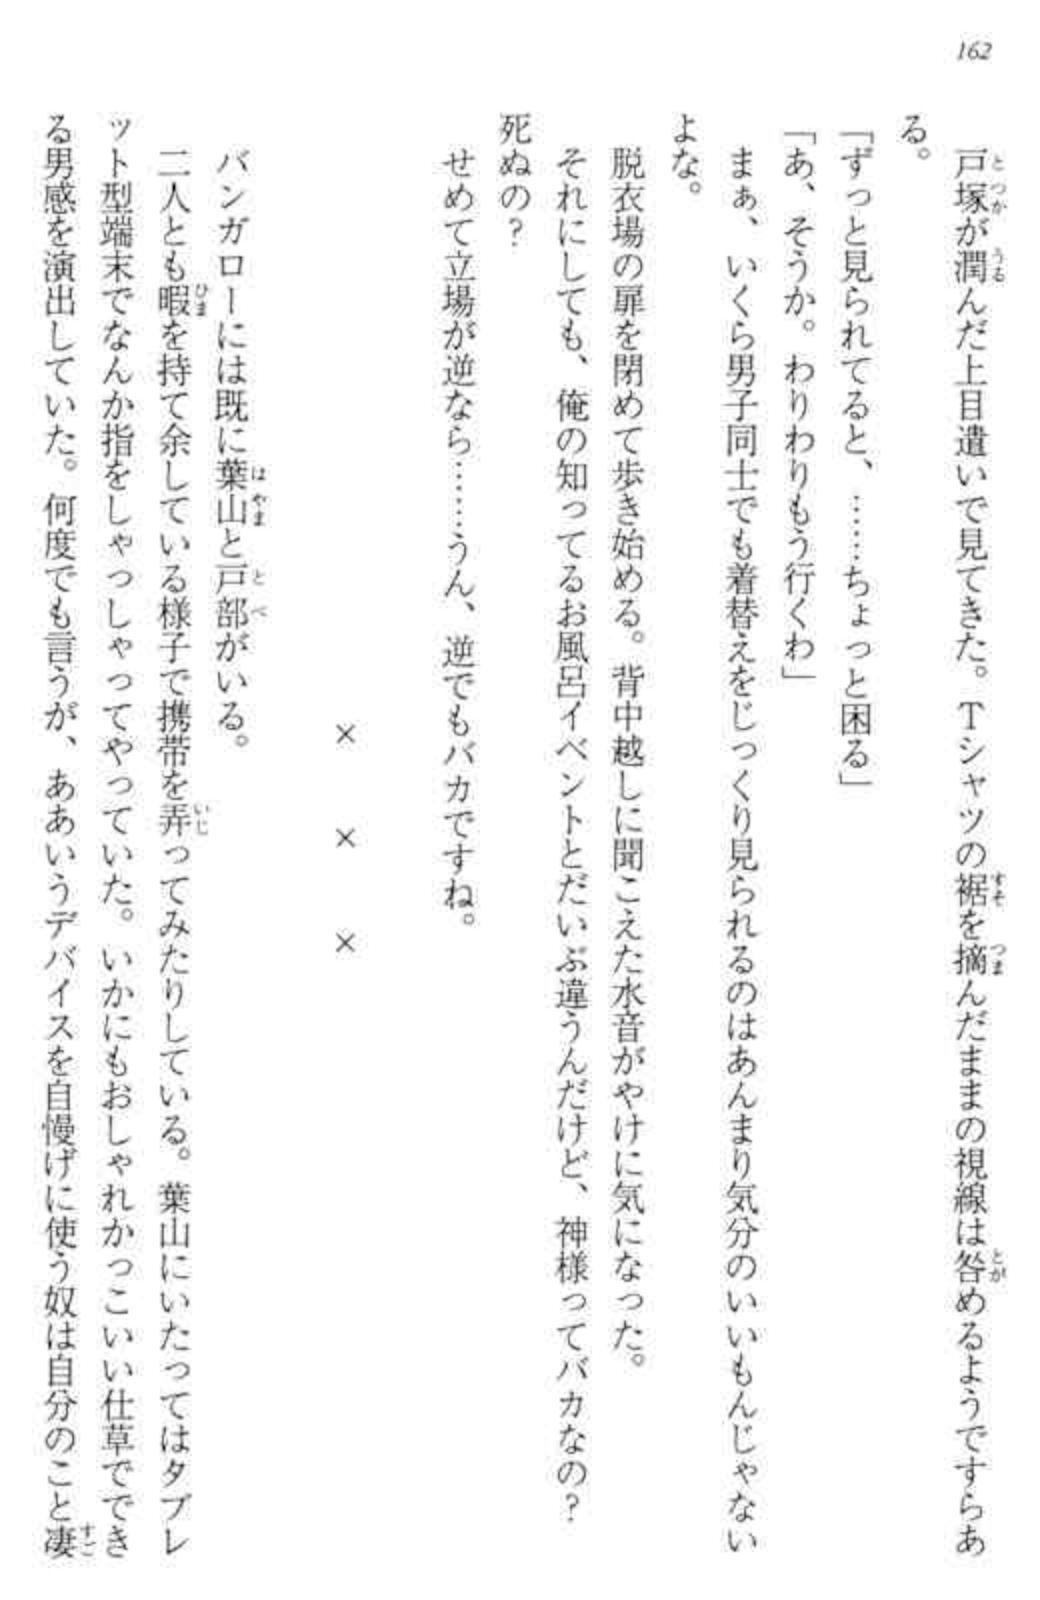 162
戸塚が潤んだ上目遣いで見てきた。Tシャツの裾を摘んだままの視線は咎めるようですらあ
る。
「ずっと見られてると、……ちょっと困る」
「あ、そうか。わりわりもう行くわ」
まぁ、いくら男子同士でも着替えをじっくり見られるのはあんまり気分のいいもんじゃない
よな。
脱衣場の扉を閉めて歩き始める。背中越しに聞こえた水音がやけに気になった。
それにしても、俺の知ってるお風呂イベントとだいぶ違うんだけど、神様ってバカなの?
死ぬの?
せめて立場が逆なら………うん、逆でもバカですね。
× × ×
バンガローには既に葉山と戸部がいる。
二人とも暇を持て余している様子で携帯を弄ってみたりしている。葉山にいたってはタブレ
ット型端末でなんか指をしゃっしゃってやっていた。いかにもおしゃれかっこいい仕草ででき
る男感を演出していた。何度でも言うが、ああいうデバイスを自慢げに使う奴は自分のこと凄